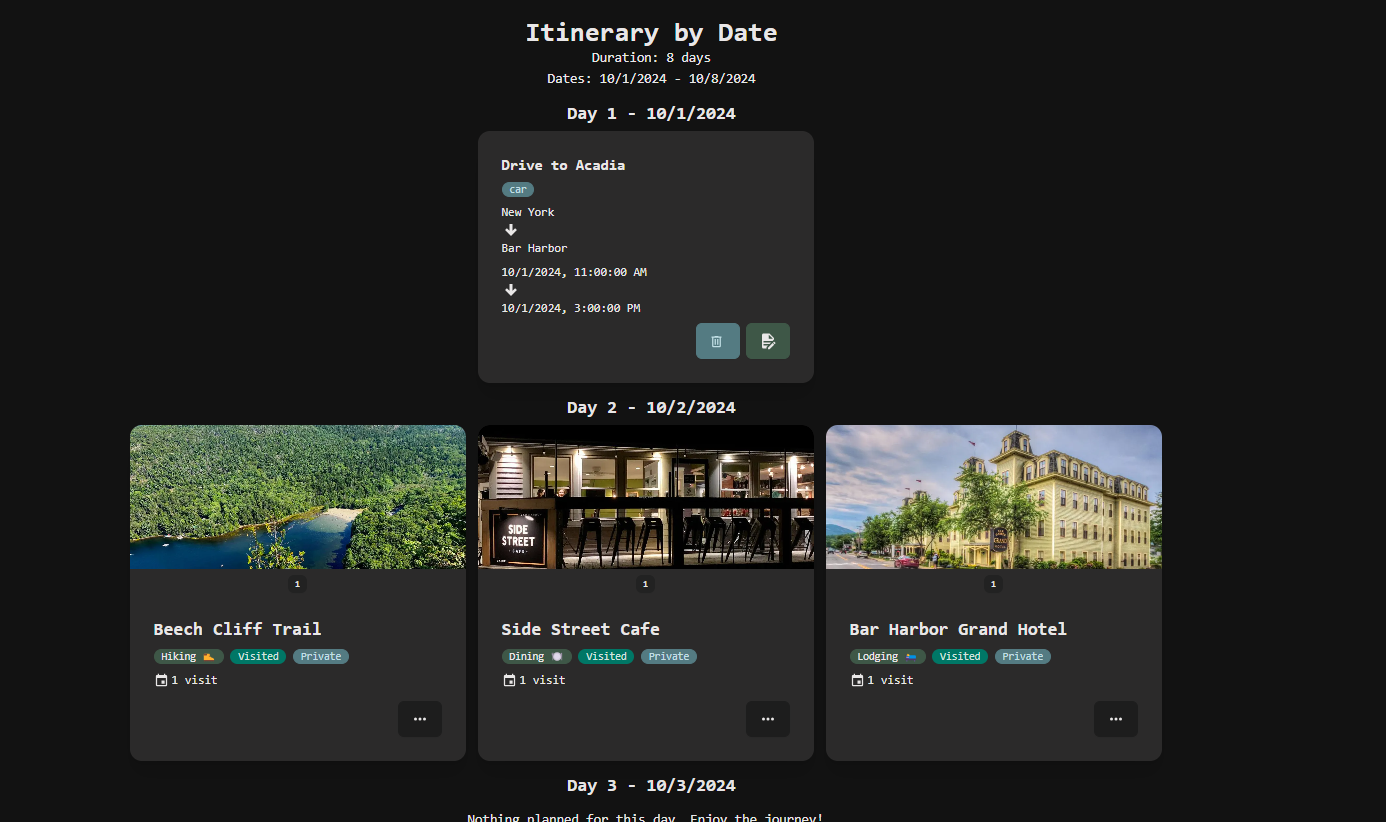 Itinerary by Date
Duration: 8 days
Dates: 10/1/2024 - 10/8/2024
Day 1 - 10/1/2024
Drive to Acadia
car
New York
Bar Harbor
10/1/2024, 11:00:00 AM
10/1/2024, 3:00:00 PM
Day 2 - 10/2/2024
SIDE
STREET
CAFE
GRAND
1
1
1
Beech Cliff Trail
Hiking Visited Private
1 visit
Side Street Cafe
Dining Visited Private
1 visit
Bar Harbor Grand Hotel
Lodging Visited Private
1 visit
Day 3 - 10/3/2024
Nothing planned for this day. Enjoy the journey!